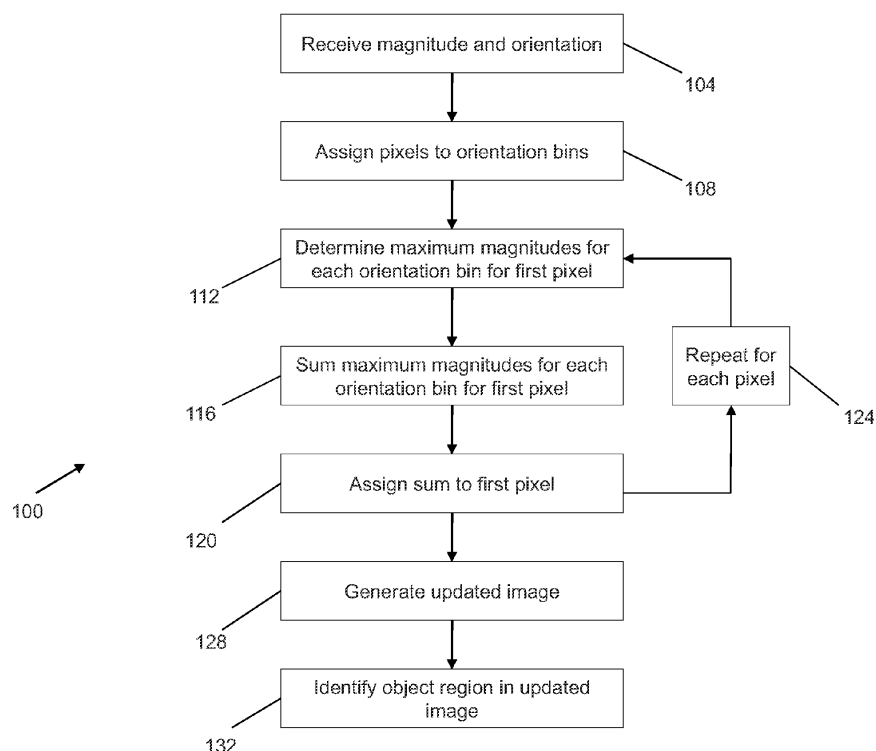 Receive magnitude and orientation
104
Assign pixels to orientation bins
108
Determine maximum magnitudes for
each orientation bin for first pixel
112
Sum maximum magnitudes for each
orientation bin for first pixel
116
Repeat for
each pixel
124
Assign sum to first pixel
120
100
Generate updated image
128
Identify object region in updated
image
132